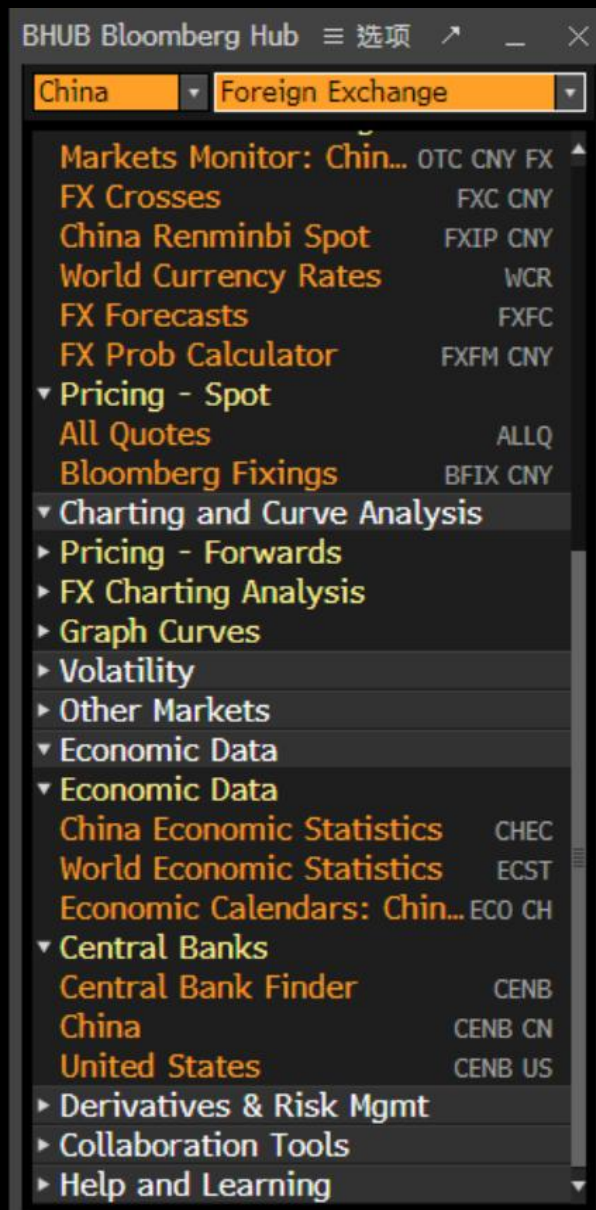 BHUB Bloomberg Hub ≡ 选项
China Foreign Exchange
Markets Monitor: Chin... OTC CNY FX
FX Crosses FXC CNY
China Renminbi Spot FXIP CNY
World Currency Rates WCR
FX Forecasts FXFC
FX Prob Calculator FXFM CNY
Pricing - Spot
All Quotes ALLQ
Bloomberg Fixings BFIX CNY
Charting and Curve Analysis
Pricing - Forwards
FX Charting Analysis
Graph Curves
Volatility
Other Markets
Economic Data
Economic Data
China Economic Statistics CHEC
World Economic Statistics ECST
Economic Calendars: Chin... ECO CH
Central Banks
Central Bank Finder CENB
China CENB CN
United States CENB US
Derivatives & Risk Mgmt
Collaboration Tools
Help and Learning